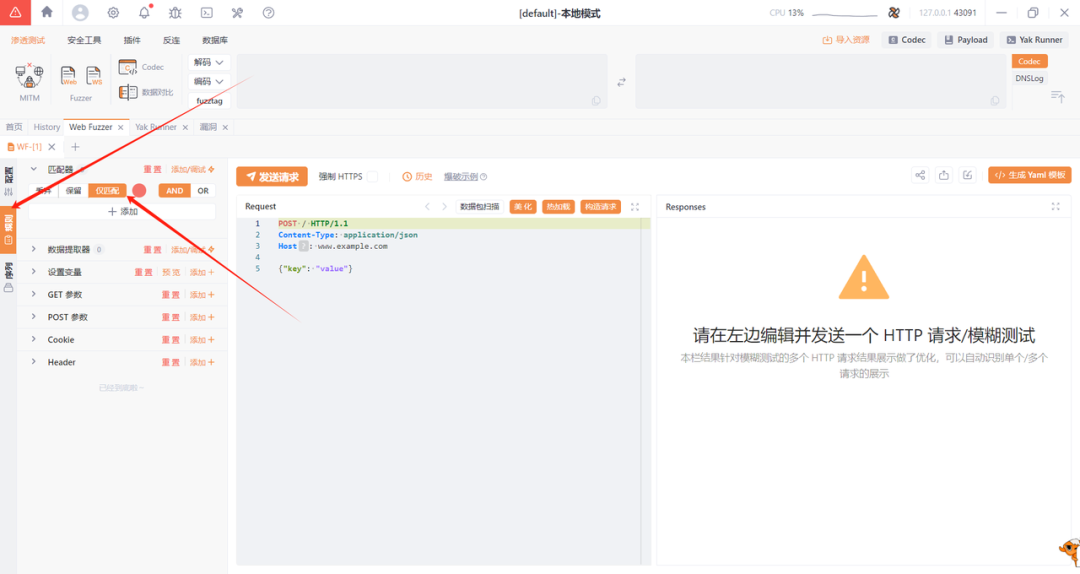 [default]-本地模式
CPU 13%
127.0.0.1 43091
渗透测试 安全工具 插件 反连 数据库
导入资源 Codec Payload Yak Runner
MITM
Web
WS
Fuzzer
Codec
数据对比
解码
编码
fuzztag
Codec
DNSLog
首页 History Web Fuzzer Yak Runner 漏洞
WF-[1]
配置
规则
序列
匹配器 重置 添加/调试
丢弃 保留 仅匹配 AND OR
添加
数据提取器 0 重置 添加/调试
设置变量 重置 预览 添加
GET 参数 重置 添加
POST 参数 重置 添加
Cookie 重置 添加
Header 重置 添加
已经到底啦~
发送请求 强制 HTTPS 历史 爆破示例
生成 Yaml 模板
Request 数据包扫描 美化 热加载 构造请求
1 POST / HTTP/1.1
2 Content-Type: application/json
3 Host ? : www.example.com
4
5 {"key": "value"}
Responses
请在左边编辑并发送一个 HTTP 请求/模糊测试
本栏结果针对模糊测试的多个 HTTP 请求结果展示做了优化，可以自动识别单个/多个
请求的展示